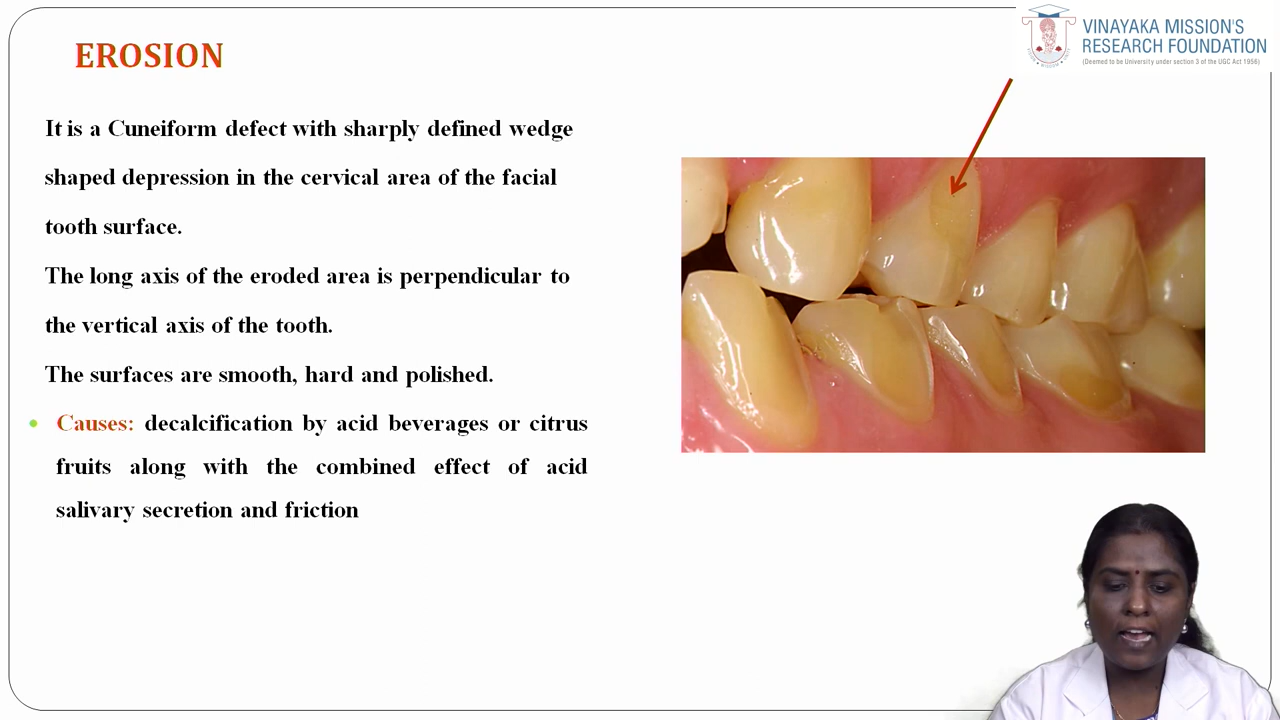 EROSION
VINAYAKA MISSION'S
RESEARCH FOUNDATION
(Deemed to be University under section 3 of the UGC Act 1956)
It is a Cuneiform defect with sharply defined wedge
shaped depression in the cervical area of the facial
tooth surface.
The long axis of the eroded area is perpendicular to
the vertical axis of the tooth.
The surfaces are smooth, hard and polished.
• Causes: decalcification by acid beverages or citrus
fruits along with the combined effect of acid
salivary secretion and friction